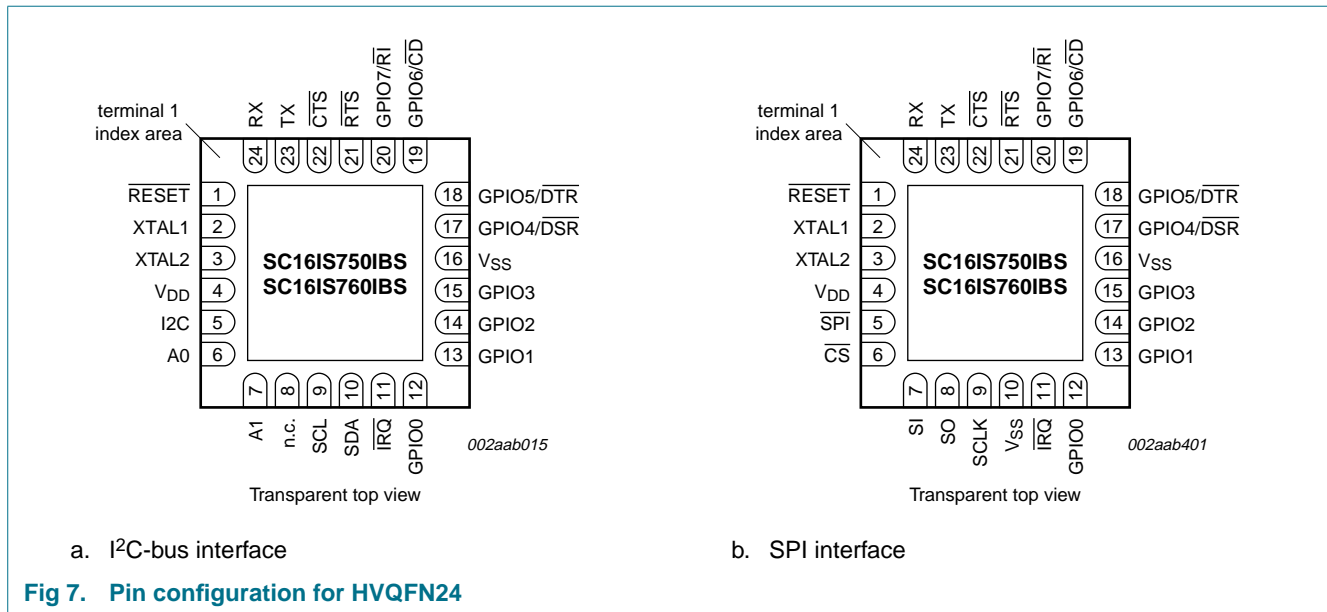 terminal 1
index area
RX
TX
CTS
RTS
GPIO7/RI
GPIO6/CD
24
23
22
21
20
19
RESET 1
XTAL1 2
XTAL2 3
VDD 4
I2C 5
A0 6
18 GPIO5/DTR
17 GPIO4/DSR
16 VSS
15 GPIO3
14 GPIO2
13 GPIO1
SC16IS750IBS
SC16IS760IBS
7
8
9
10
11
12
A1
n.c.
SCL
SDA
IRQ
GPIO0
002aab015
Transparent top view
a. I2C-bus interface
terminal 1
index area
RX
TX
CTS
RTS
GPIO7/RI
GPIO6/CD
24
23
22
21
20
19
RESET 1
XTAL1 2
XTAL2 3
VDD 4
SPI 5
CS 6
18 GPIO5/DTR
17 GPIO4/DSR
16 VSS
15 GPIO3
14 GPIO2
13 GPIO1
SC16IS750IBS
SC16IS760IBS
7
8
9
10
11
12
SI
SO
SCLK
VSS
IRQ
GPIO0
002aab401
Transparent top view
b. SPI interface
Fig 7. Pin configuration for HVQFN24